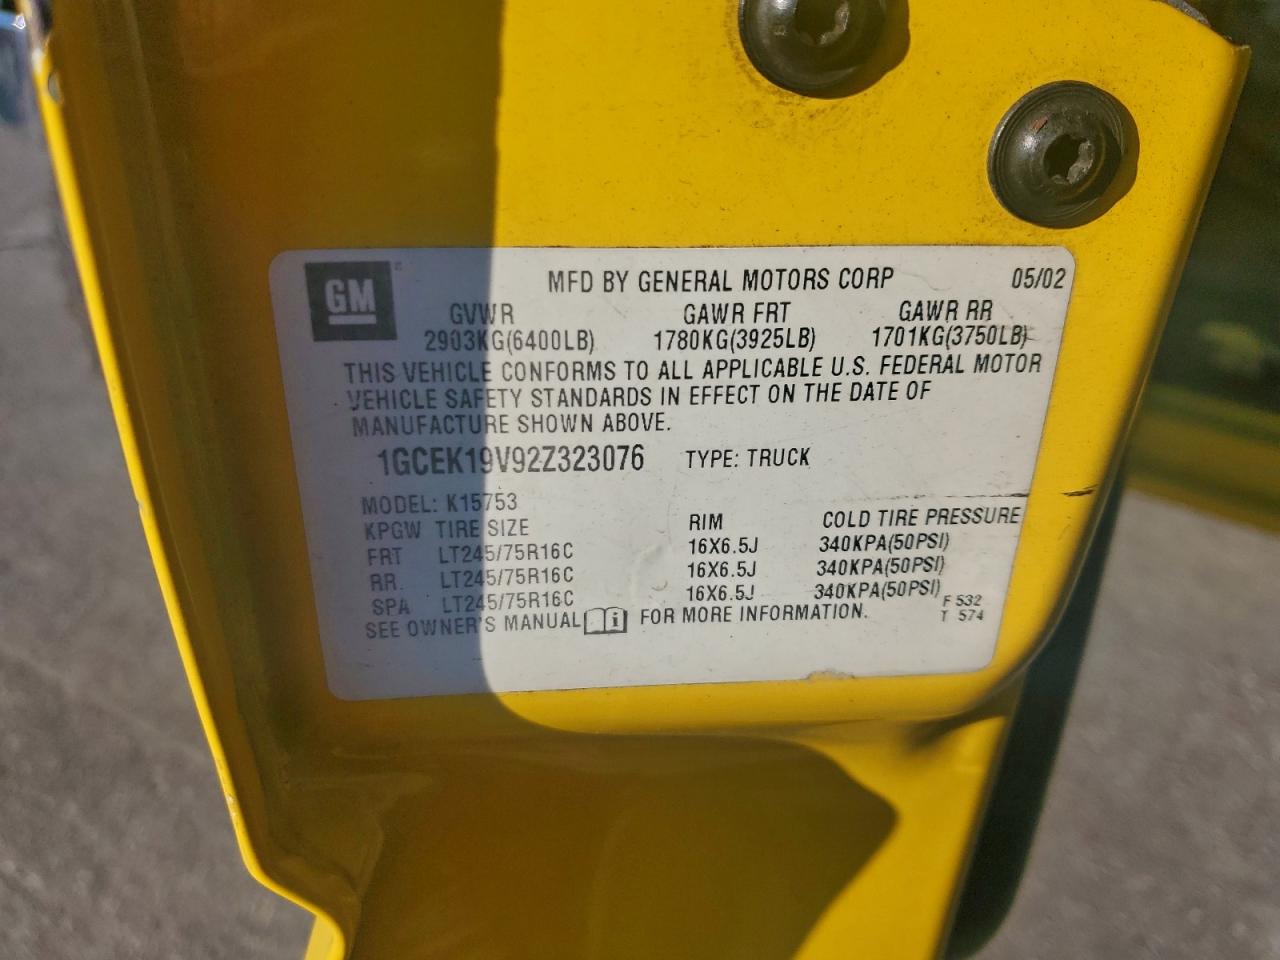 GM MFD BY GENERAL MOTORS CORP 05/02
GVWR GAWR FRT GAWR RR
2903KG(6400LB) 1780KG(3925LB) 1701KG(3750LB)
THIS VEHICLE CONFORMS TO ALL APPLICABLE U.S. FEDERAL MOTOR
VEHICLE SAFETY STANDARDS IN EFFECT ON THE DATE OF
MANUFACTURE SHOWN ABOVE.
1GCEK19V92Z323076 TYPE: TRUCK
MODEL: K15753
KPGW TIRE SIZE RIM COLD TIRE PRESSURE
FRT LT245/75R16C 16X6.5J 340KPA(50PSI)
RR. LT245/75R16C 16X6.5J 340KPA(50PSI)
SPA LT245/75R16C 16X6.5J 340KPA(50PSI)
F 532
SEE OWNER'S MANUAL i FOR MORE INFORMATION. T 574